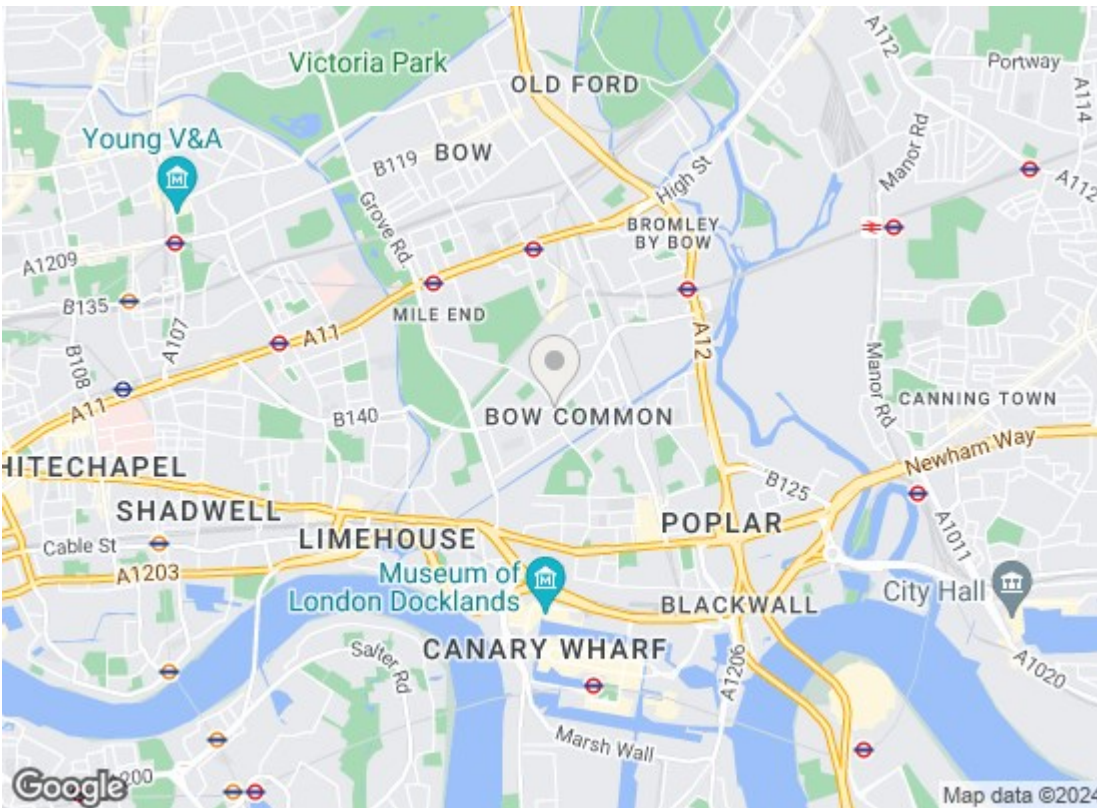 A112
Portway
A114
Victoria Park
OLD FORD
Young V&A
BOW
B119
High St
Manor Rd
A112
Grove Rd
BROMLEY
BY BOW
A1209
B135
MILE END
A11
A107
A12
B108
Manor Rd
CANNING TOWN
A11
B140
BOW COMMON
Newham Way
HITECHAPEL
B125
SHADWELL
POPLAR
LIMEHOUSE
A1011
Cable St
A1203
Museum of
London Docklands
City Hall
BLACKWALL
CANARY WHARF
Salter Rd
A1206
A1020
Marsh Wall
Google
200
Map data ©2024